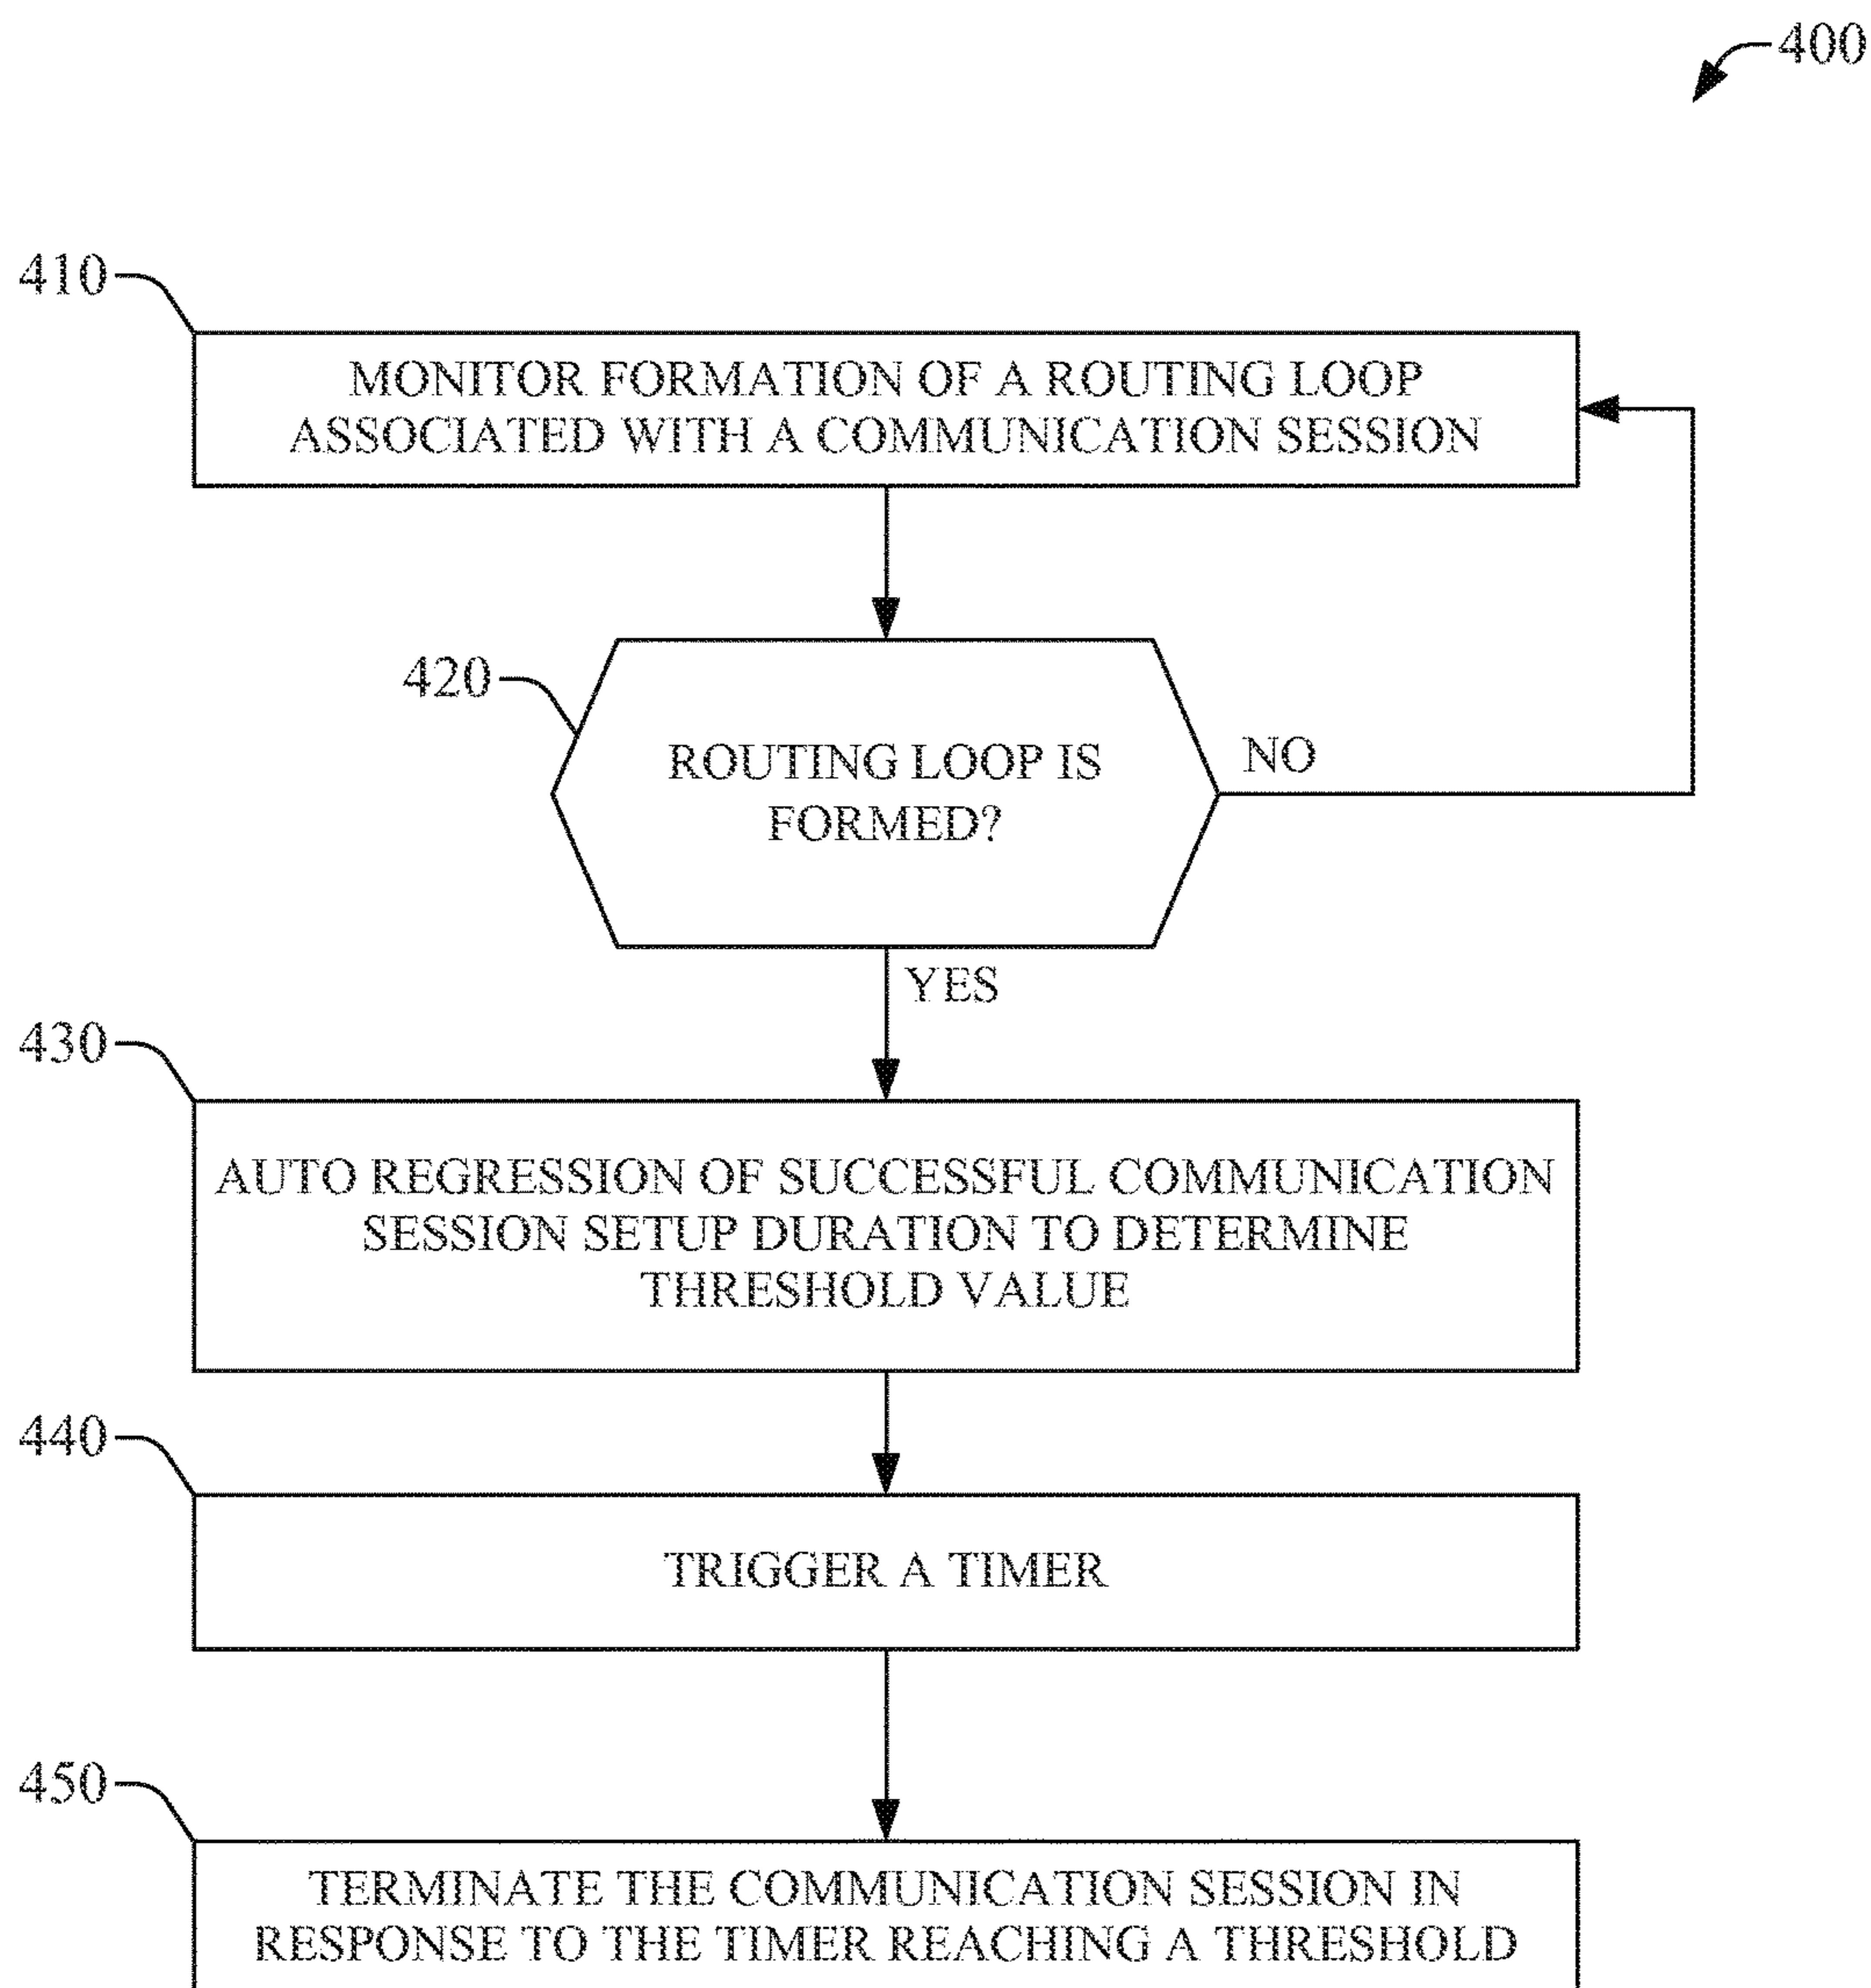 400
410
MONITOR FORMATION OF A ROUTING LOOP
ASSOCIATED WITH A COMMUNICATION SESSION
420
ROUTING LOOP IS
FORMED?
NO
YES
430
AUTO REGRESSION OF SUCCESSFUL COMMUNICATION
SESSION SETUP DURATION TO DETERMINE
THRESHOLD VALUE
440
TRIGGER A TIMER
450
TERMINATE THE COMMUNICATION SESSION IN
RESPONSE TO THE TIMER REACHING A THRESHOLD